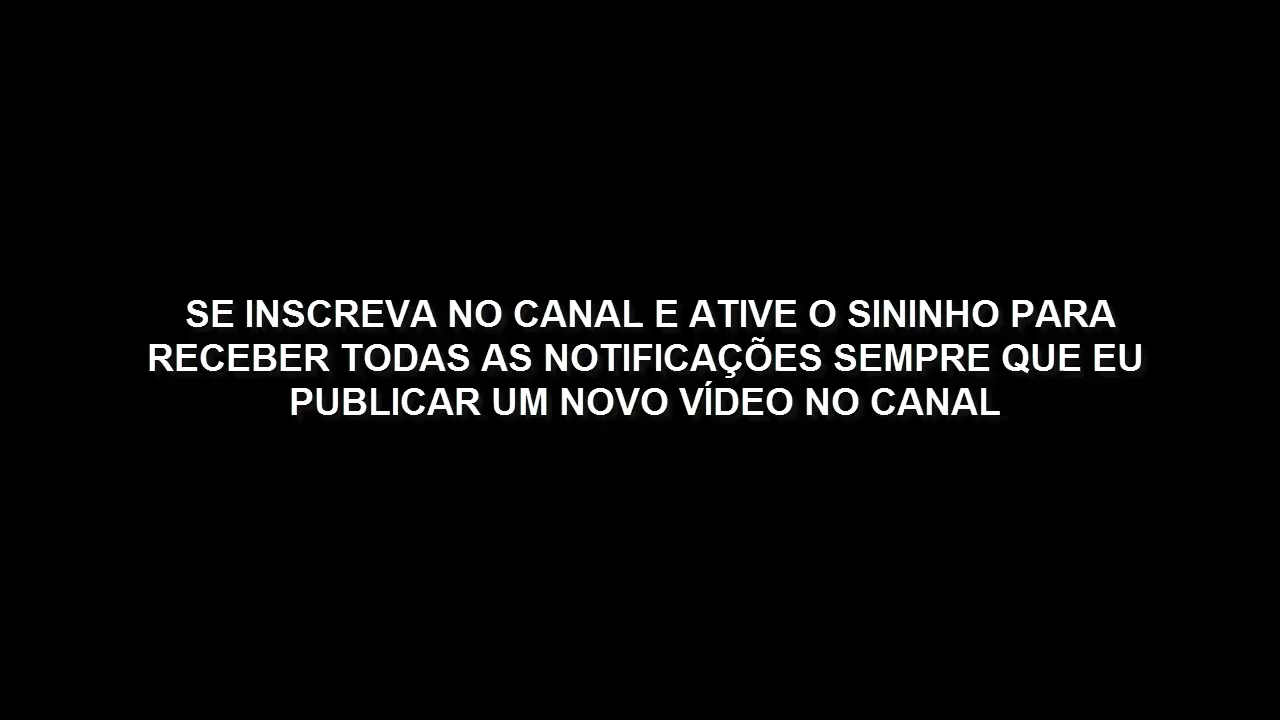 SE INSCREVA NO CANAL E ATIVE O SININHO PARA
RECEBER TODAS AS NOTIFICAÇÕES SEMPRE QUE EU
PUBLICAR UM NOVO VÍDEO NO CANAL